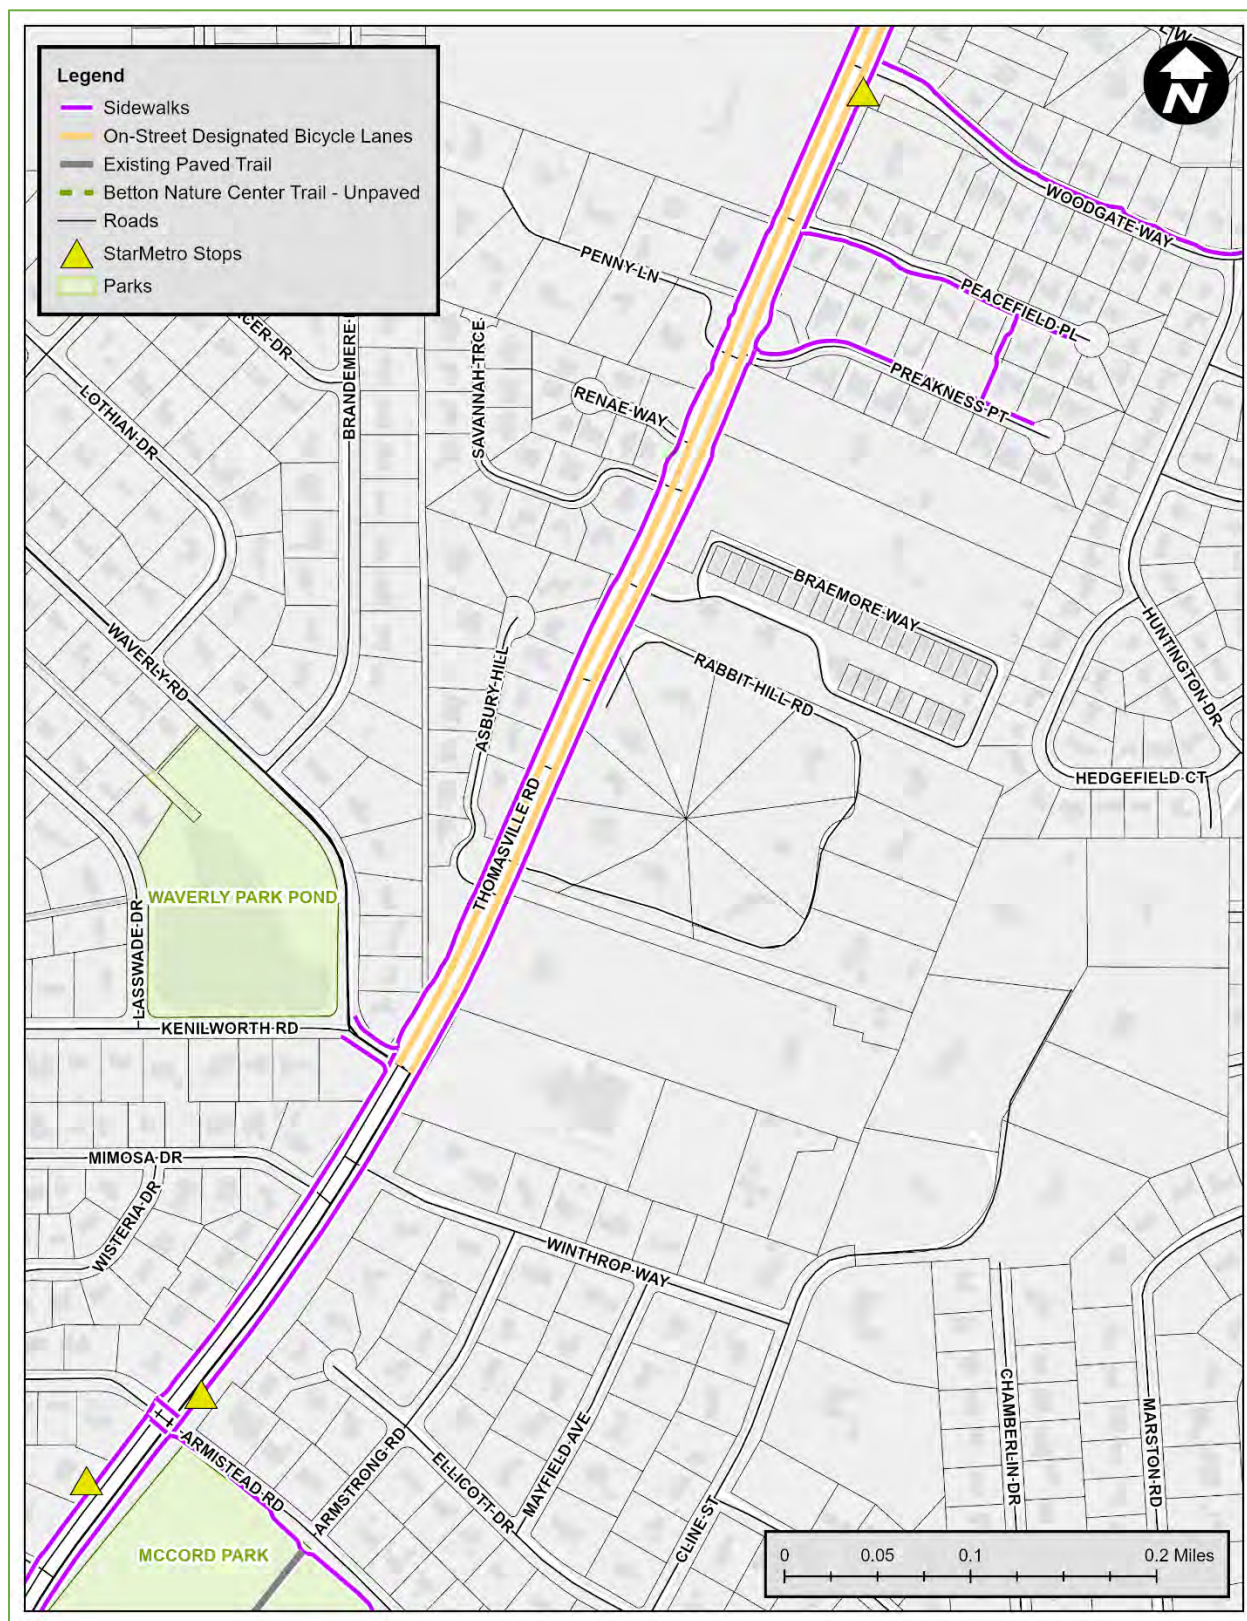 Legend
Sidewalks
On-Street Designated Bicycle Lanes
Existing Paved Trail
Betton Nature Center Trail - Unpaved
Roads
StarMetro Stops
Parks
N
WOODGATE WAY
PENNY LN
PEACEFIELD PL
PREAKNESS PT
SAVANNAH TRCE
RENAE WAY
CER DR
BRANDEMERE
LOTHIAN DR
BRAEMORE WAY
HUNTINGTON DR
WAVERLY RD
RABBIT HILL RD
ASBURY HILL
HEDGEFIELD CT
THOMASVILLE RD
WAVERLY PARK POND
LASSWADE DR
KENILWORTH RD
MIMOSA DR
WISTERIA DR
WINTHROP WAY
CHAMBERLIN DR
MARSTON RD
MAYFIELD AVE
ARMISTEAD RD
ARMSTRONG RD
ELLICOTT DR
CLINE ST
MCCORD PARK
0 0.05 0.1 0.2 Miles